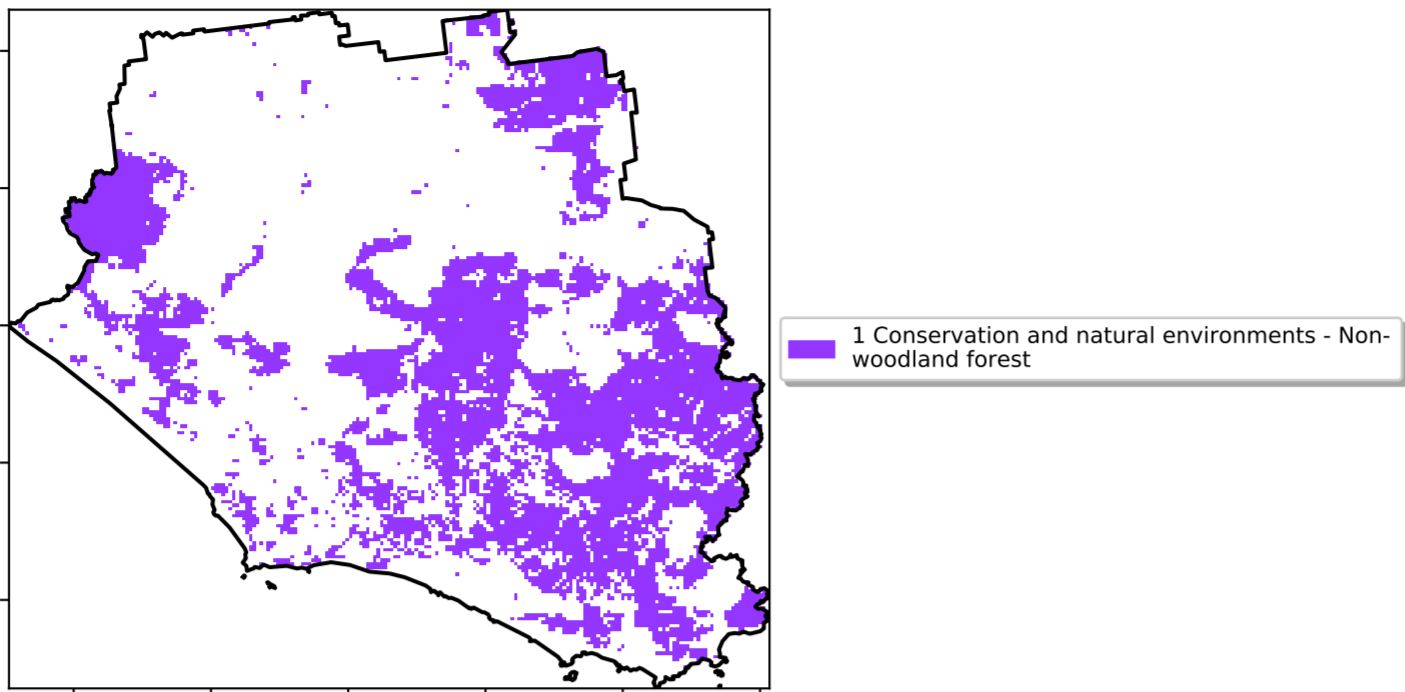 1 Conservation and natural environments - Non-
woodland forest